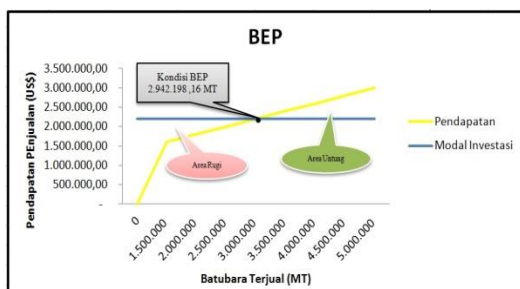 BEP
Pendapatan PEnjualan (US$)
3.500.000,00
3.000.000,00
2.500.000,00
2.000.000,00
1.500.000,00
1.000.000,00
500.000,00
-
Kondisi BEP
2.942.198 ,16 MT
Area Rugi
Area Untung
Pendapatan
Modal Investasi
0
1.500.000
2.000.000
2.500.000
3.000.000
3.500.000
4.000.000
4.500.000
5.000.000
Batubara Terjual (MT)